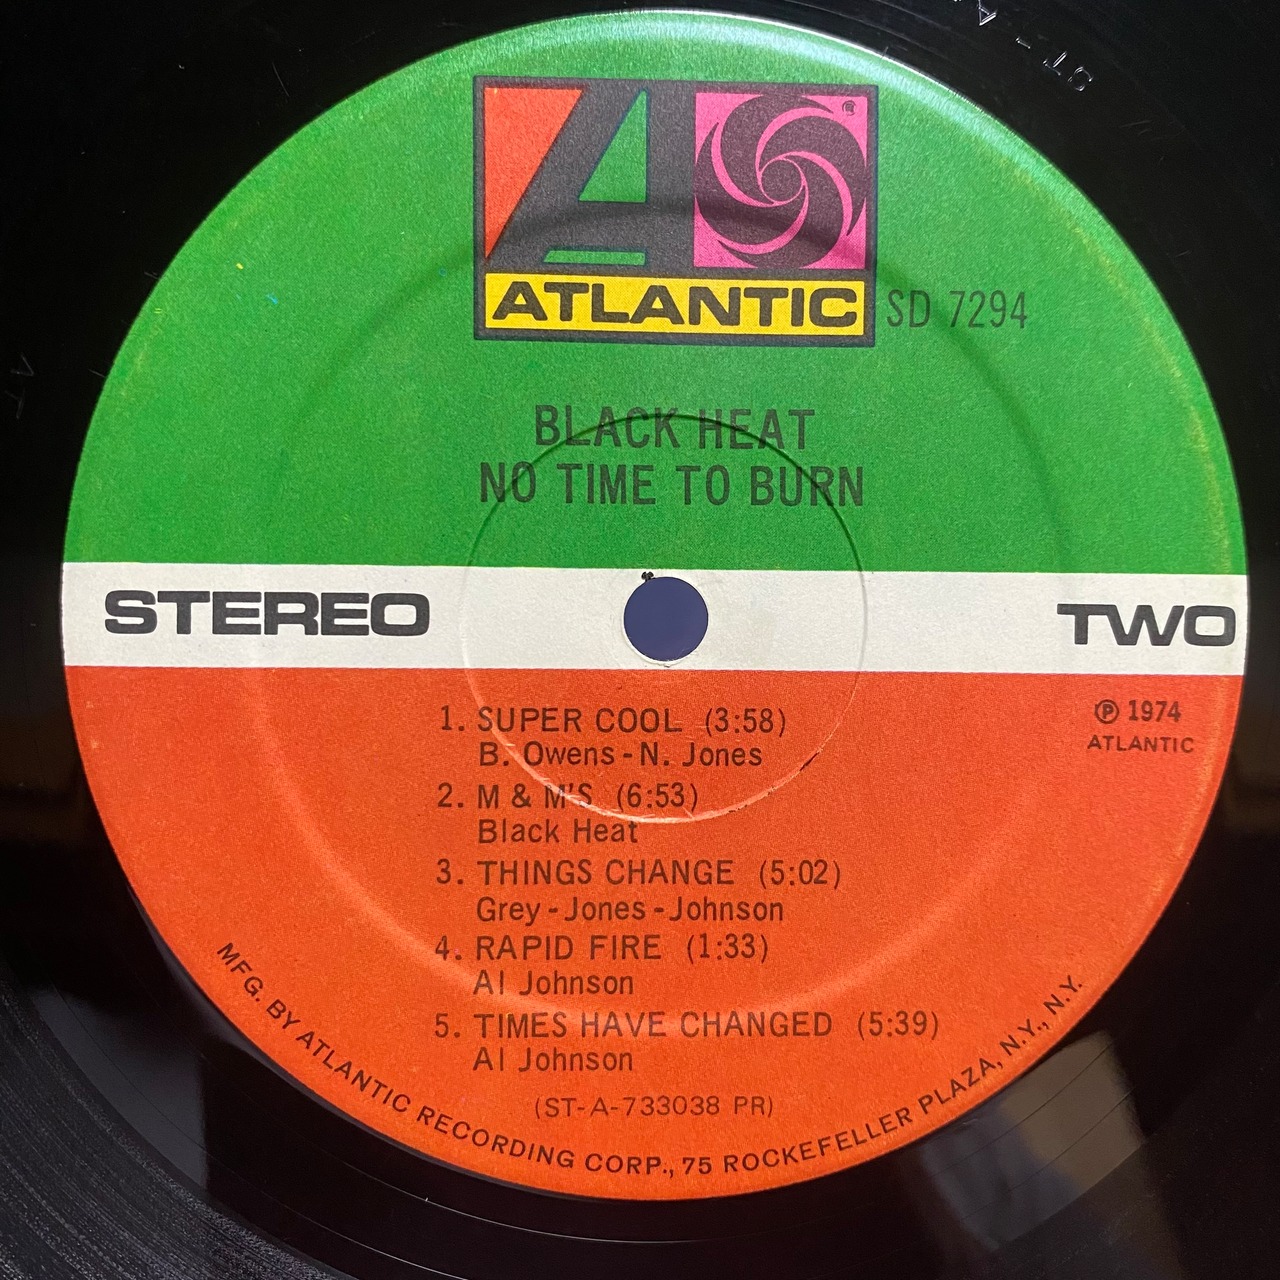 ST - A
ATLANTIC
SD 7294
BLACK HEAT
NO TIME TO BURN
STEREO
TWO
℗ 1974
ATLANTIC
1. SUPER COOL (3:58)
B. Owens - N. Jones
2. M & M'S (6:53)
Black Heat
3. THINGS CHANGE (5:02)
Grey - Jones - Johnson
4. RAPID FIRE (1:33)
Al Johnson
5. TIMES HAVE CHANGED (5:39)
Al Johnson
(ST-A-733038 PR)
MFG. BY ATLANTIC RECORDING CORP., 75 ROCKEFELLER PLAZA, N.Y., N.Y.